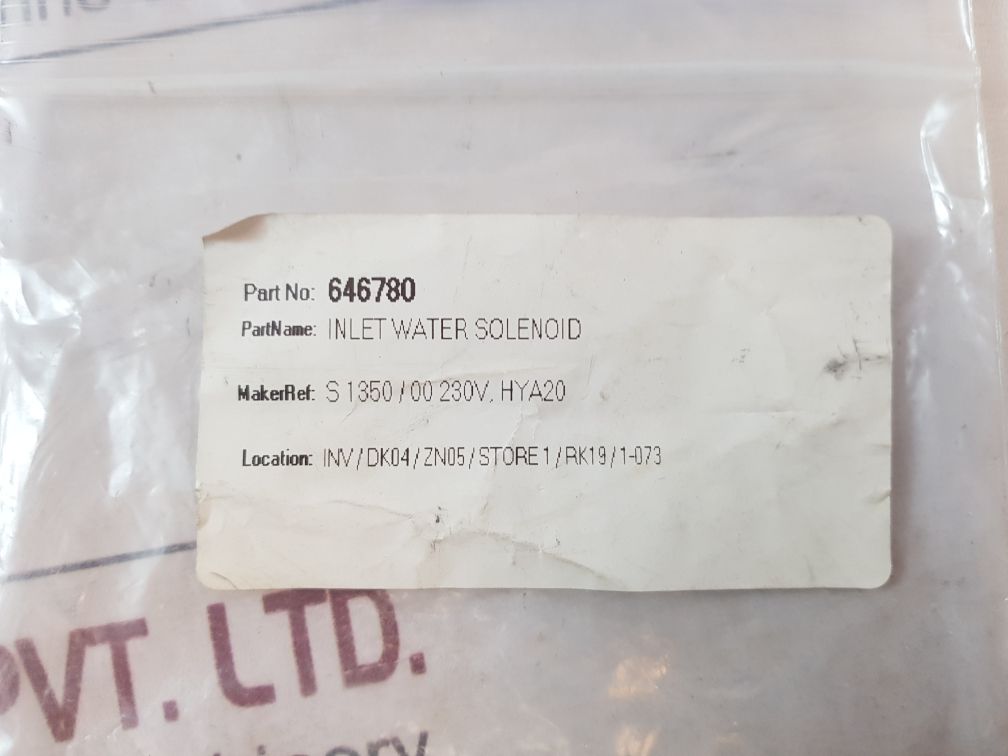 Part No: 646780
PartName: INLET WATER SOLENOID
MakerRef: S 1350 / 00 230V, HYA20
Location: INV / DK04 / ZN05 / STORE 1 / RK19 / 1-073
PVT. LTD.